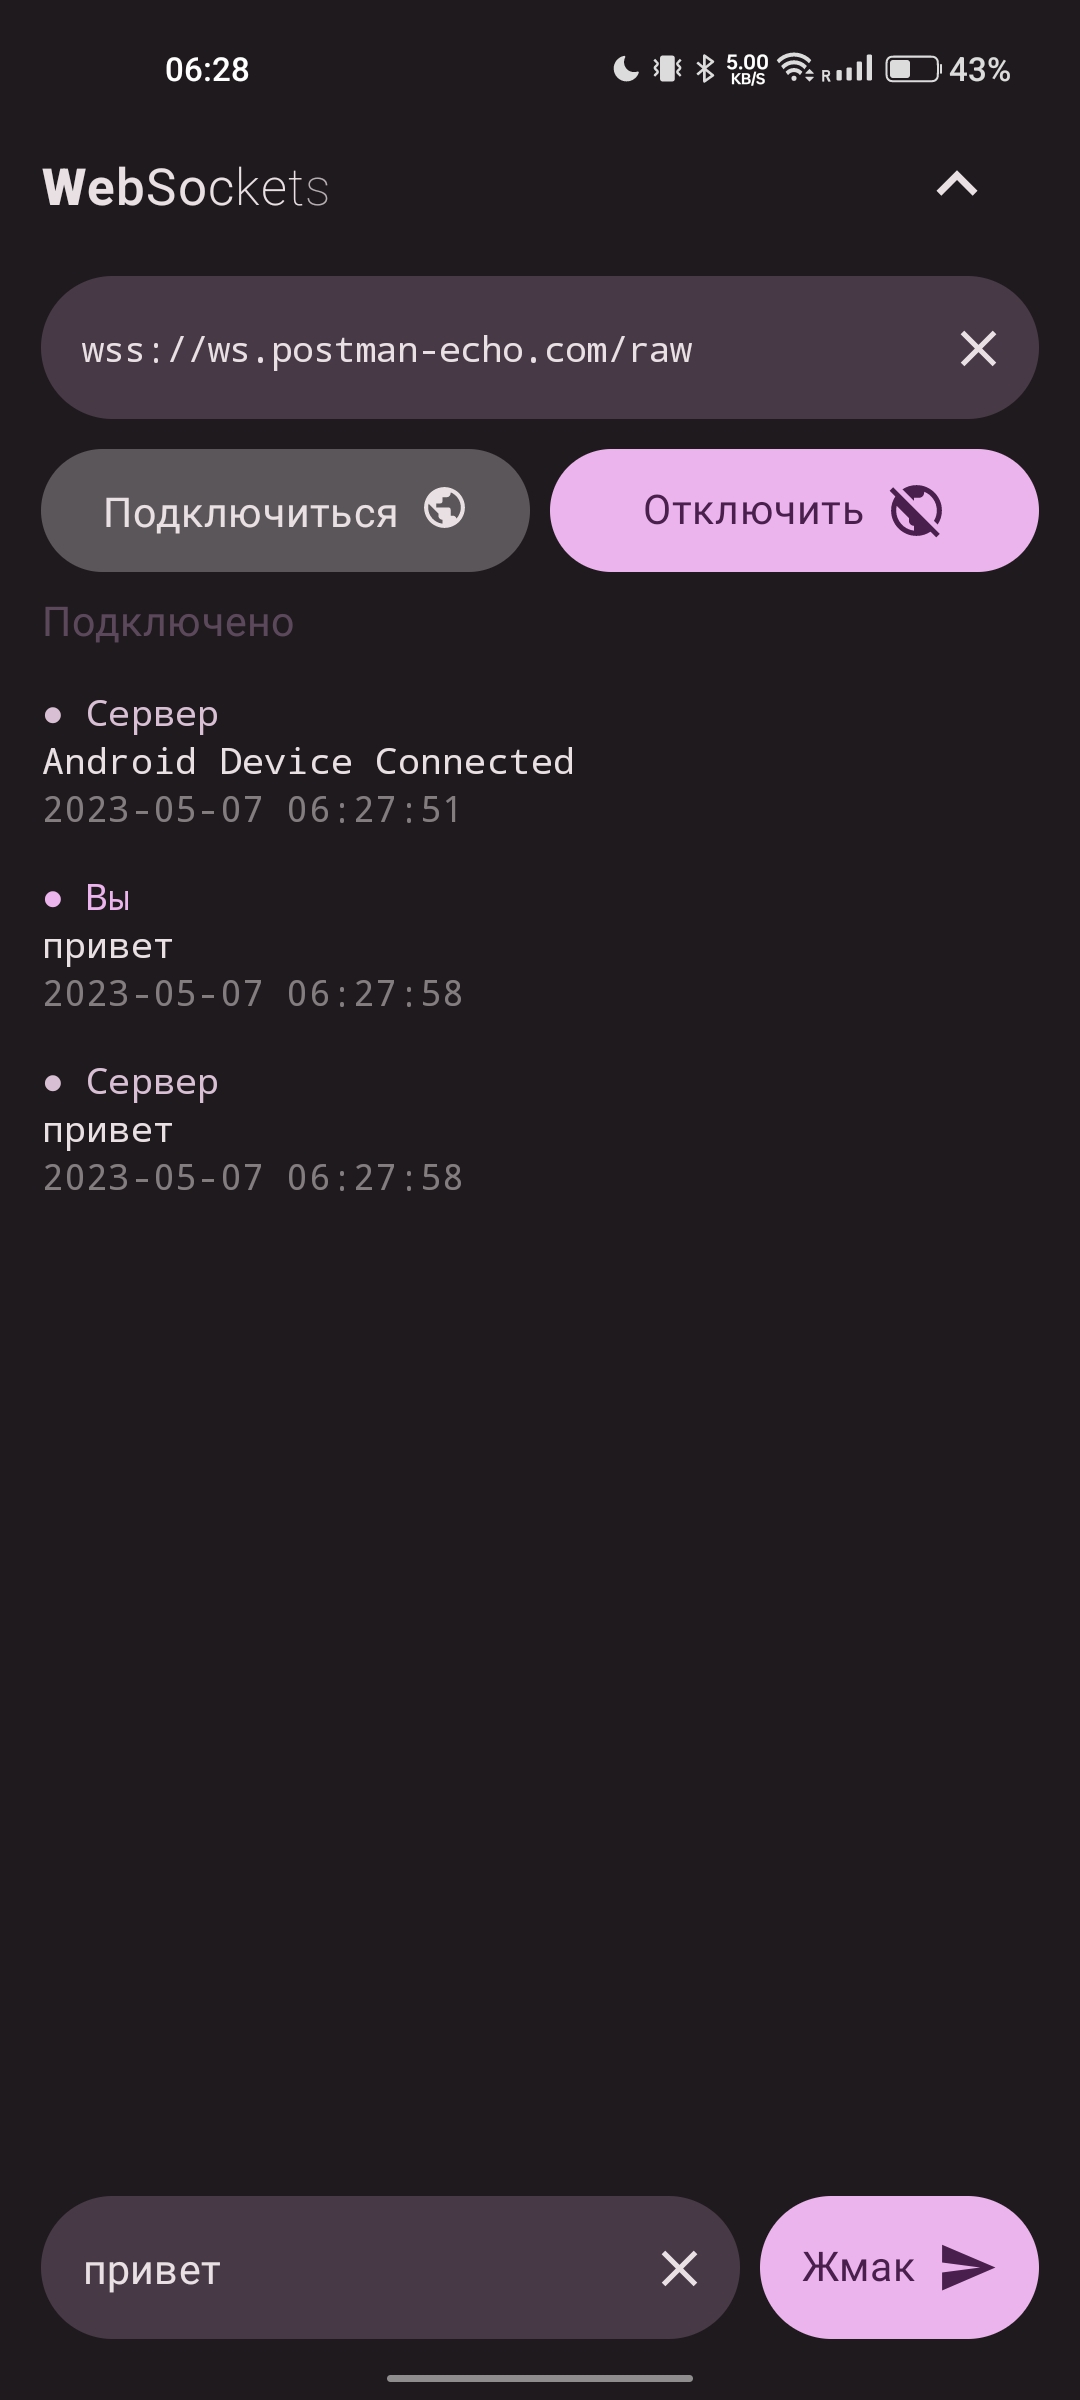 06:28
5.00 KB/S
R
43%
WebSockets
wss://ws.postman-echo.com/raw
Подключиться
Отключить
Подключено
● Сервер
Android Device Connected
2023-05-07 06:27:51
● Вы
привет
2023-05-07 06:27:58
● Сервер
привет
2023-05-07 06:27:58
привет
Жмак